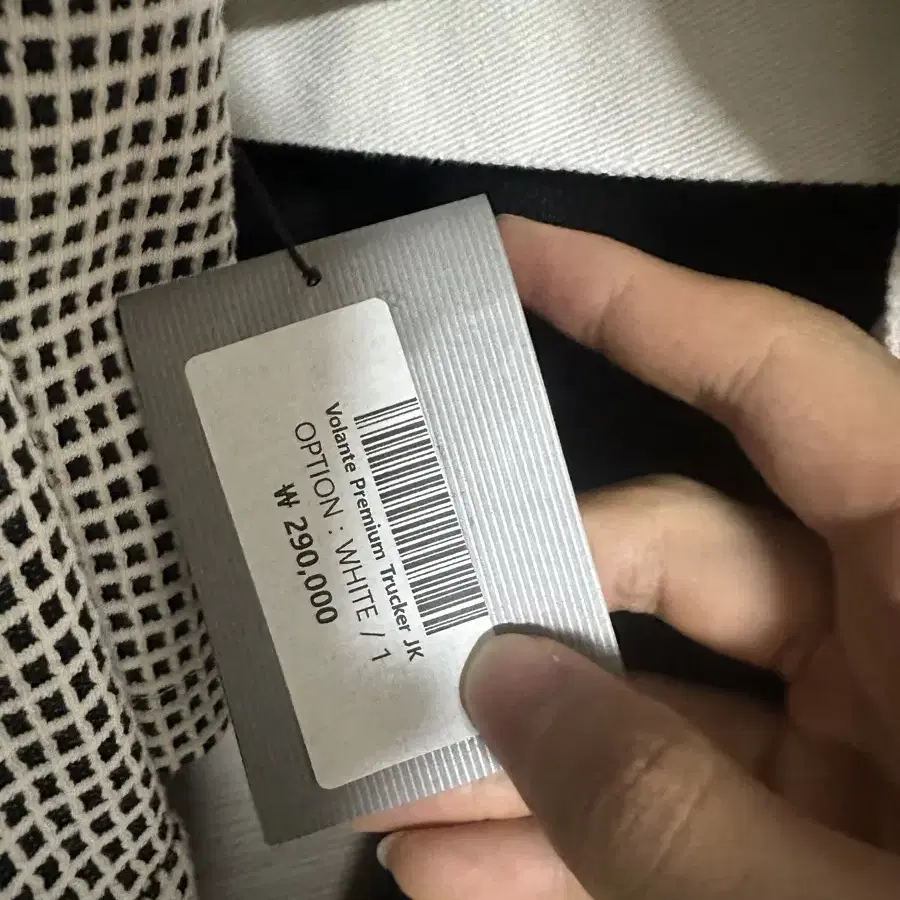 Volante Premium Trucker JK
OPTION : WHITE / 1
₩ 290,000